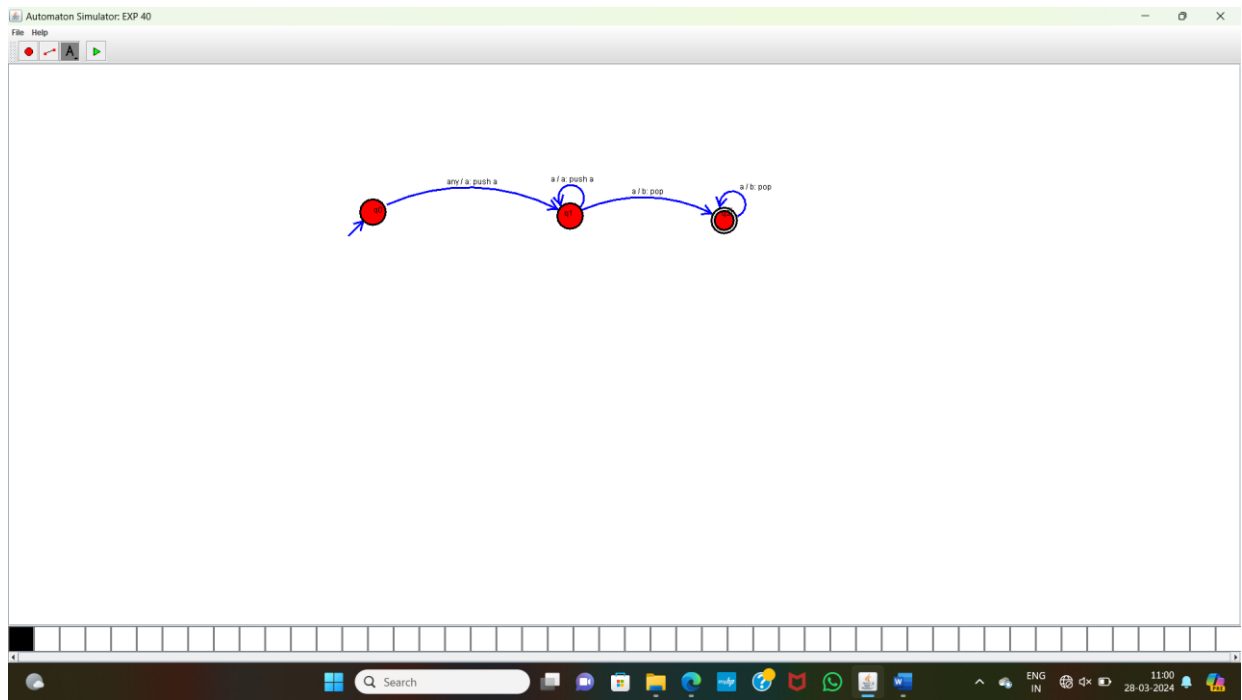 Automaton Simulator: EXP 40
File Help
A
any / a: push a
a / a: push a
a / b: pop
a / b: pop
q1
Search
ENG
IN
11:00
28-03-2024